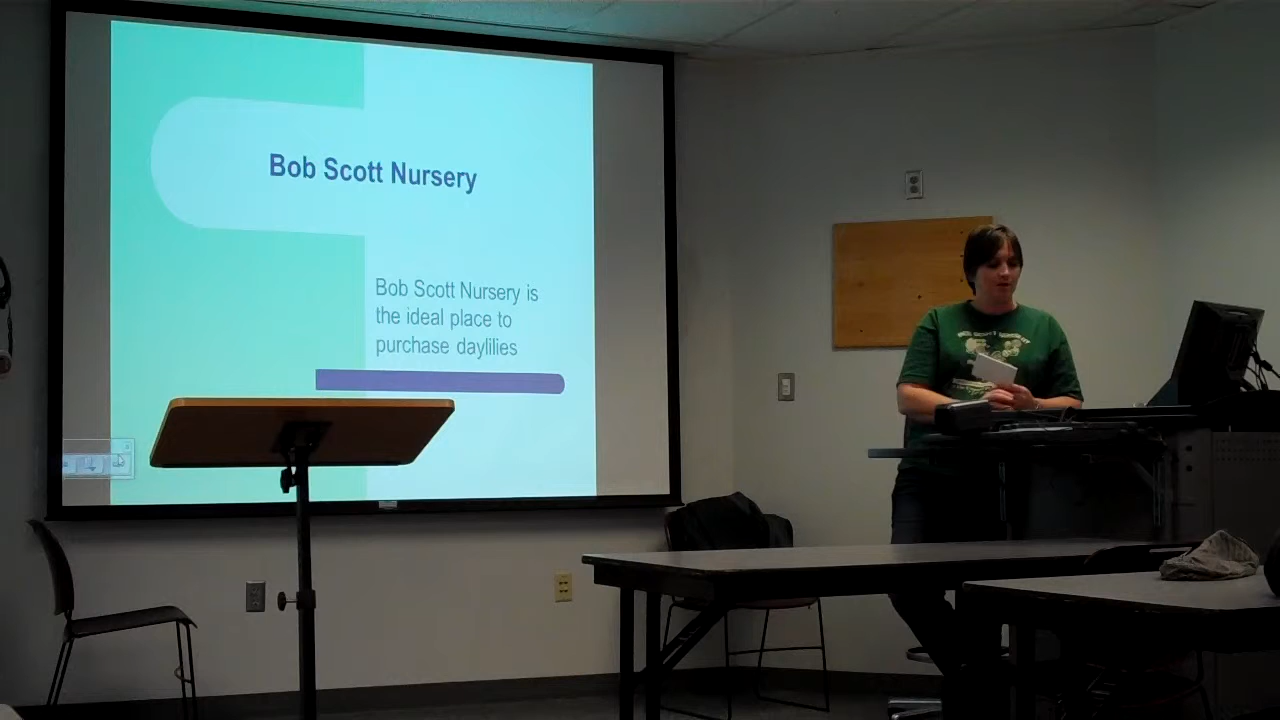 Bob Scott Nursery
Bob Scott Nursery is
the ideal place to
purchase daylilies